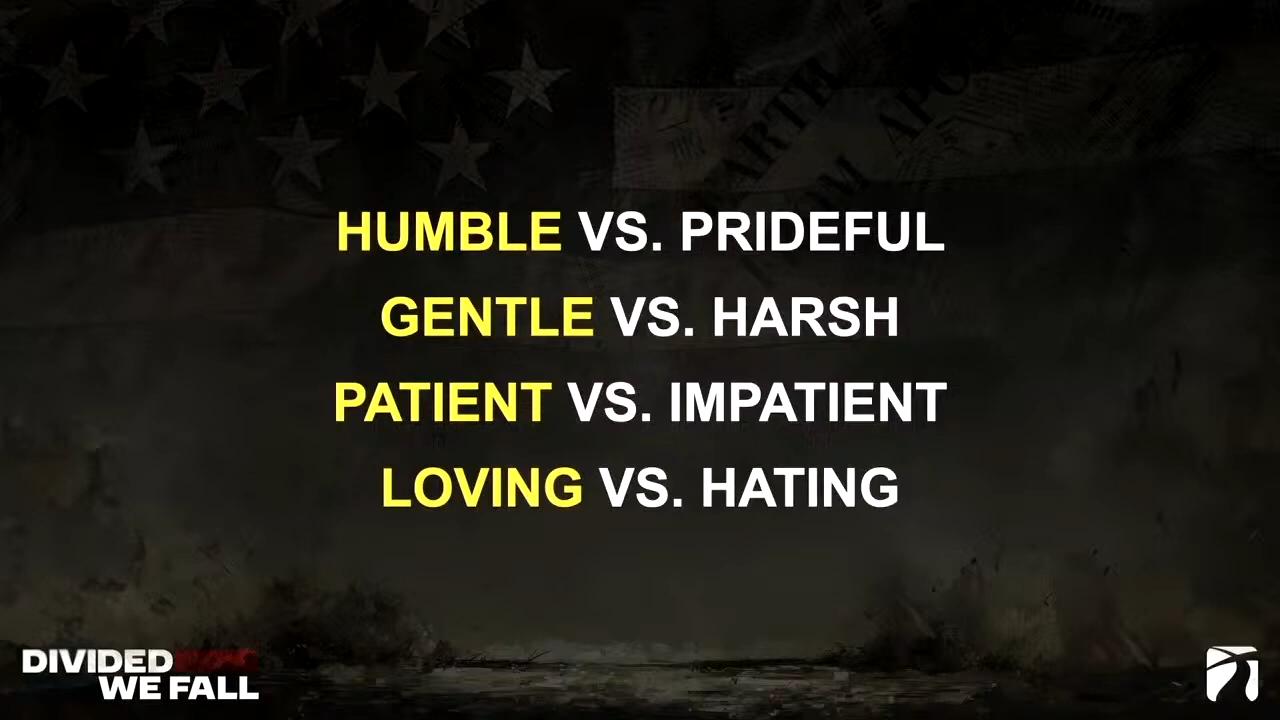 HUMBLE VS. PRIDEFUL
GENTLE VS. HARSH
PATIENT VS. IMPATIENT
LOVING VS. HATING
DIVIDED
WE FALL